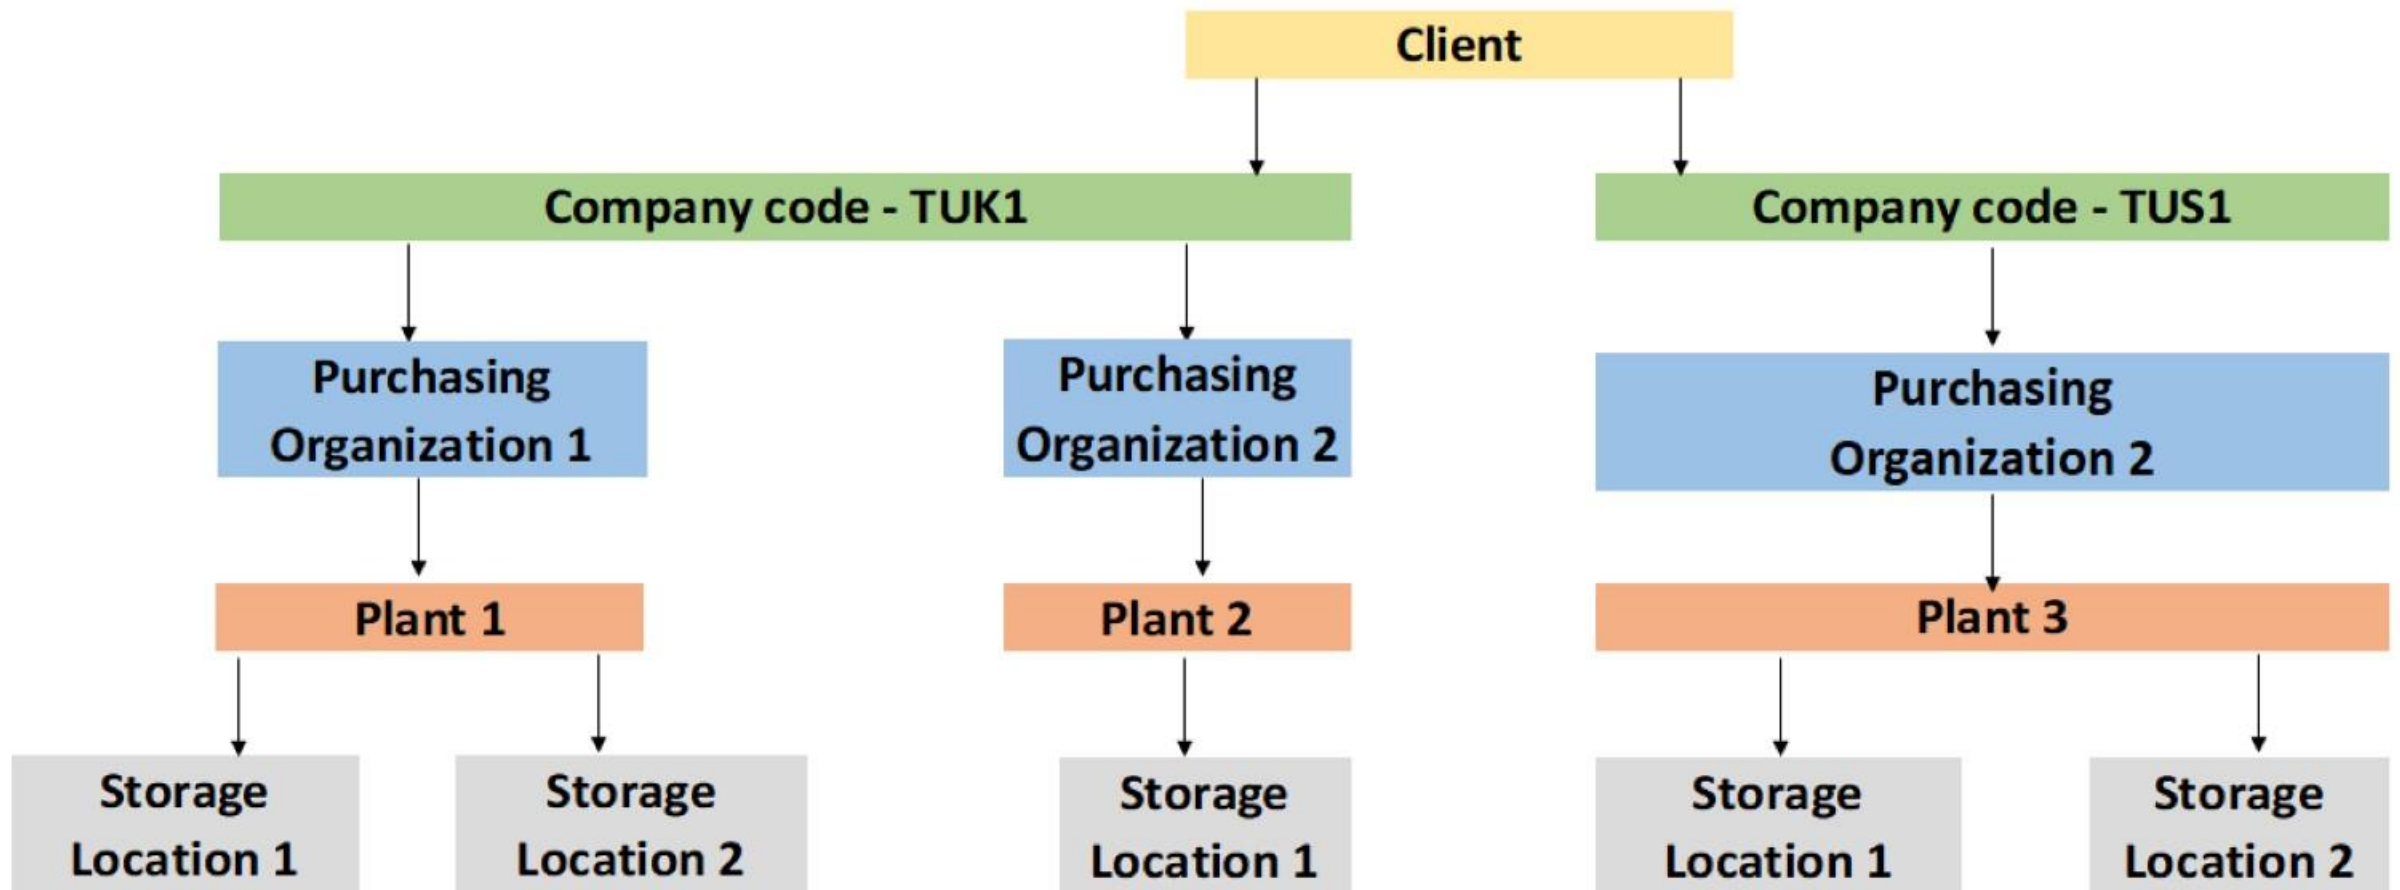 Client
Company code - TUK1
Company code - TUS1
Purchasing
Organization 1
Purchasing
Organization 2
Purchasing
Organization 2
Plant 1
Plant 2
Plant 3
Storage
Location 1
Storage
Location 2
Storage
Location 1
Storage
Location 1
Storage
Location 2